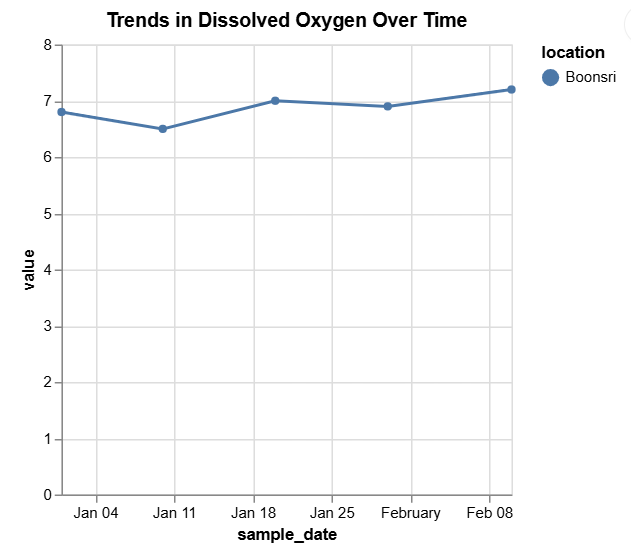 Trends in Dissolved Oxygen Over Time
location
Boonsri
8
7
6
5
4
3
2
1
0
value
Jan 04 Jan 11 Jan 18 Jan 25 February Feb 08
sample_date